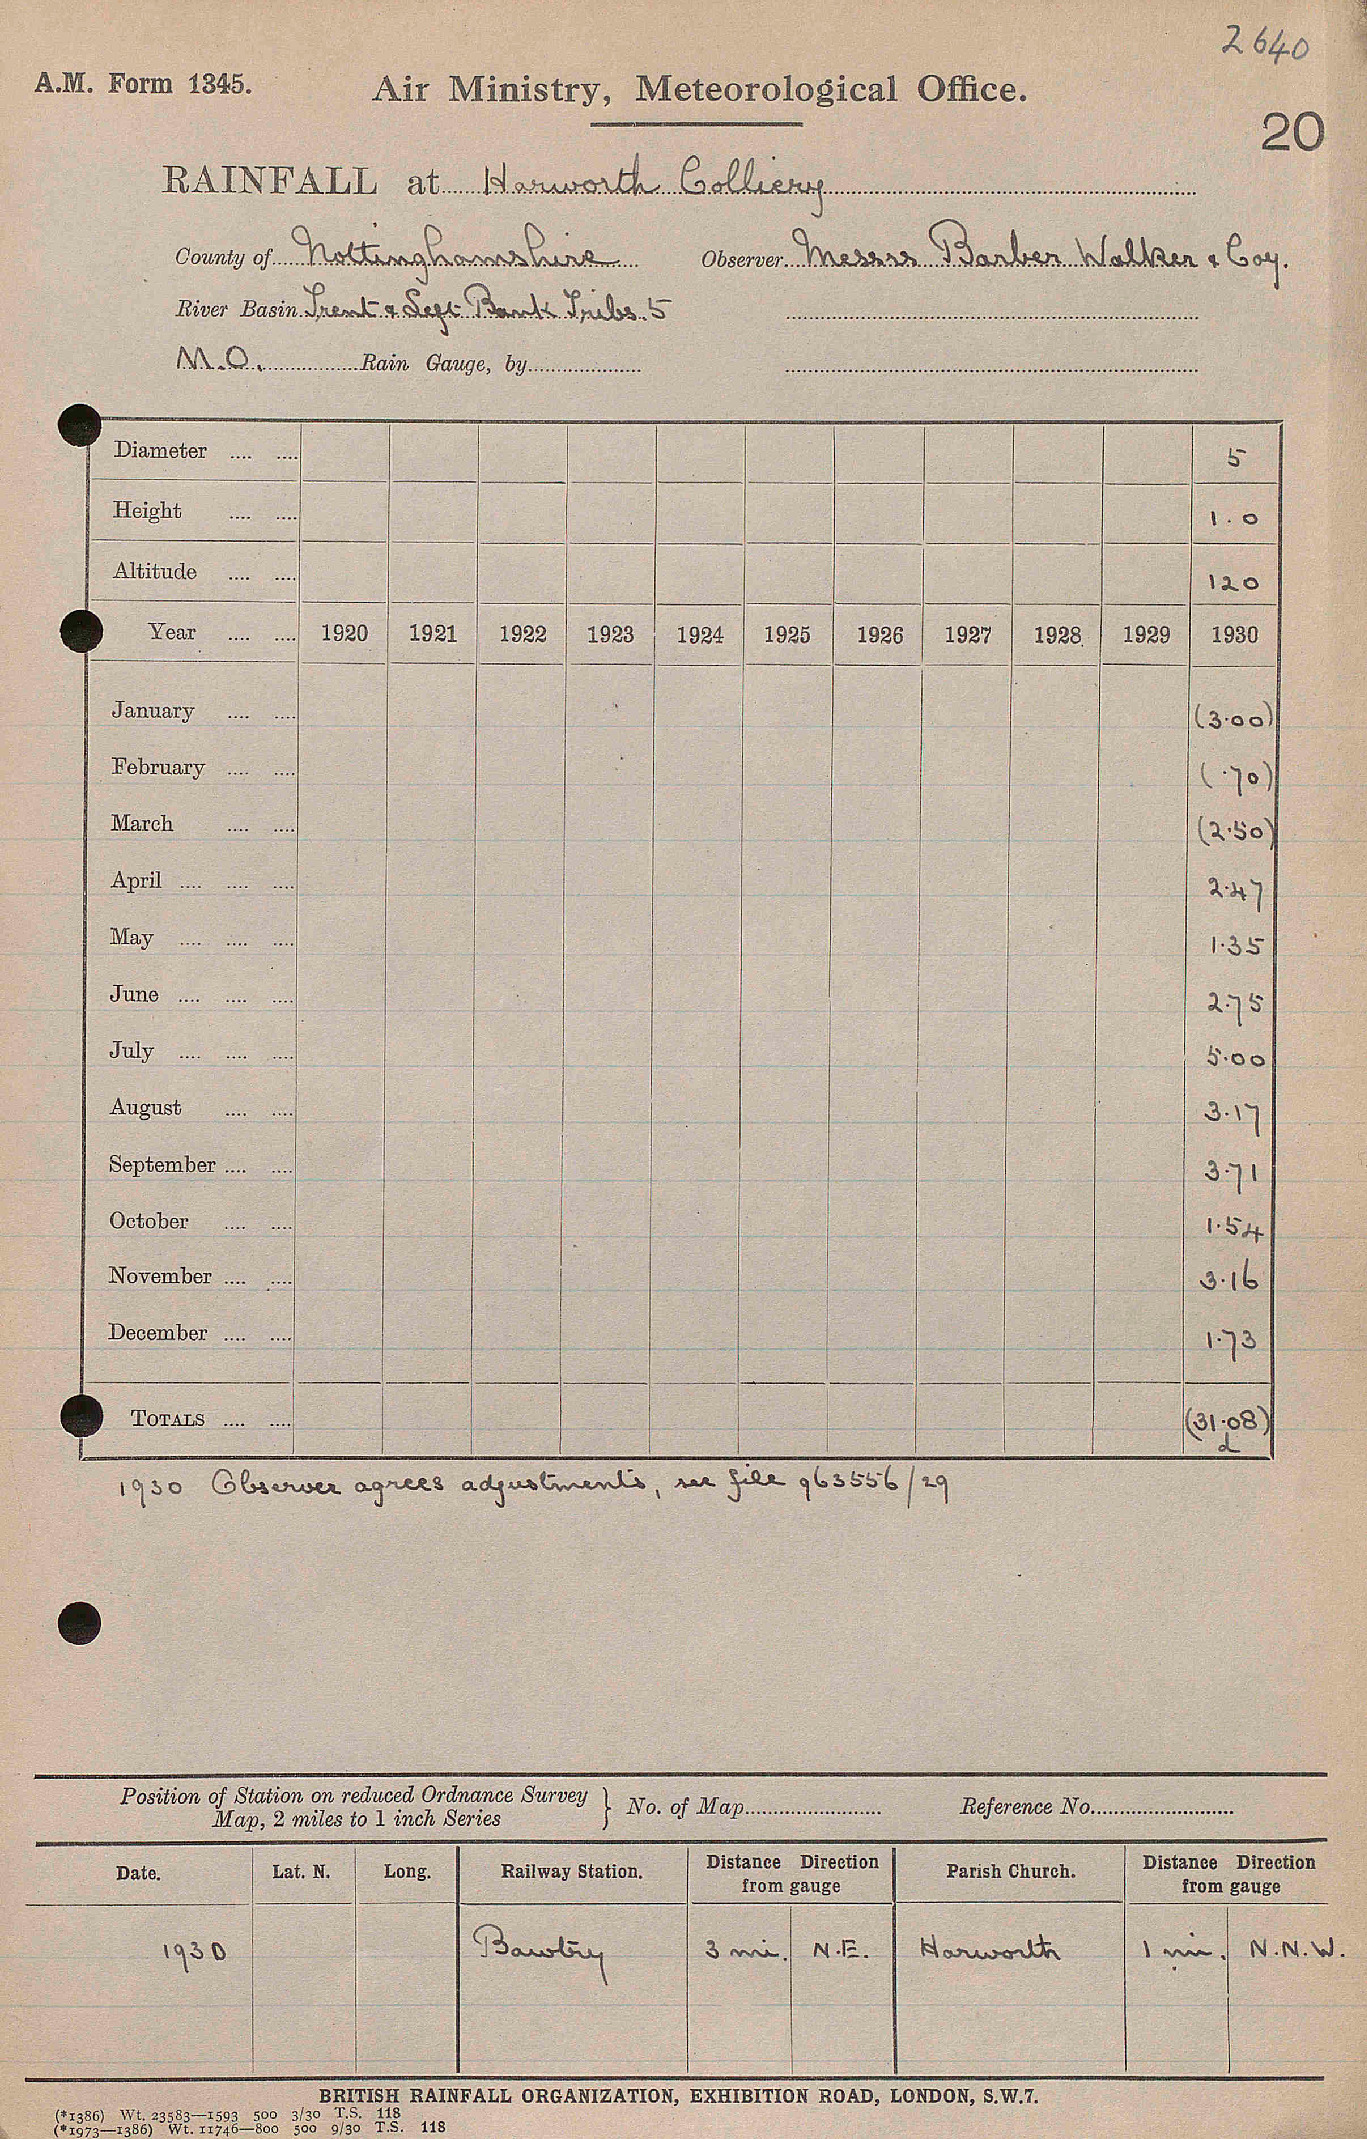 2640
A.M. Form 1345. Air Ministry, Meteorological Office.
20
RAINFALL at Harworth Colliery
County of Nottinghamshire Observer Messrs Barber Walker & Coy.
River Basin Trent & Left Bank Tribs. 5
M.O. Rain Gauge, by
Diameter .... .... 5
Height .... .... 1.0
Altitude .... .... 120
Year .... .... 1920 1921 1922 1923 1924 1925 1926 1927 1928 1929 1930
January .... .... (3.00)
February .... .... (.70)
March .... .... (2.50)
April .... .... .... 2.47
May .... .... .... 1.35
June .... .... .... 2.75
July .... .... .... 5.00
August .... .... 3.17
September .... .... 3.71
October .... .... 1.54
November .... .... 3.16
December .... .... 1.73
TOTALS .... .... (31.08)
d
1930 Observer agrees adjustments, see file 963556/29
Position of Station on reduced Ordnance Survey Map, 2 miles to 1 inch Series } No. of Map Reference No.
Date. Lat. N. Long. Railway Station. Distance Direction from gauge Parish Church. Distance Direction from gauge
1930 Bawtry 3 mi. N.E. Harworth 1 mi. N.N.W.
BRITISH RAINFALL ORGANIZATION, EXHIBITION ROAD, LONDON, S.W.7.
(*1386) Wt. 23583—1593 500 3/30 T.S. 118
(*1973—1386) Wt. 11746—800 500 9/30 T.S. 118